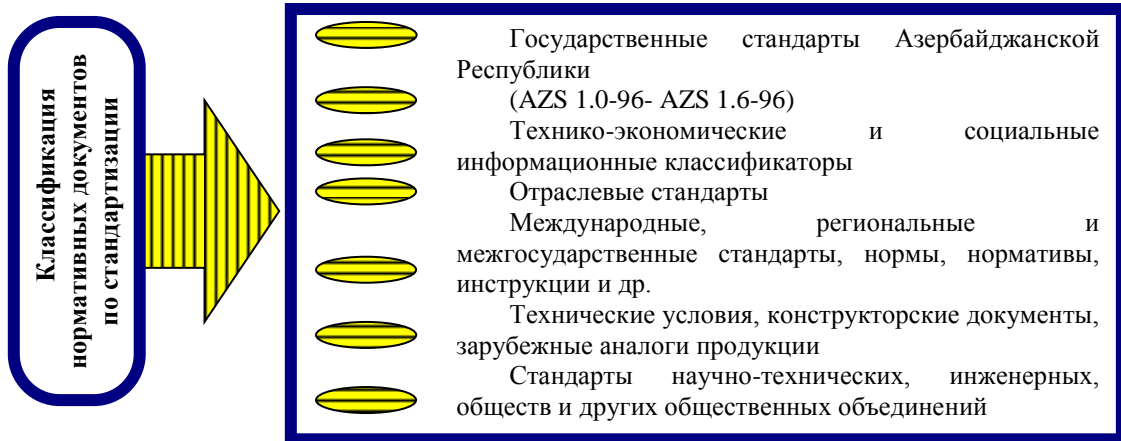 Классификация
нормативных документов
по стандартизации
Государственные стандарты Азербайджанской
Республики
(AZS 1.0-96- AZS 1.6-96)
Технико-экономические и социальные
информационные классификаторы
Отраслевые стандарты
Международные, региональные и
межгосударственные стандарты, нормы, нормативы,
инструкции и др.
Технические условия, конструкторские документы,
зарубежные аналоги продукции
Стандарты научно-технических, инженерных,
обществ и других общественных объединений